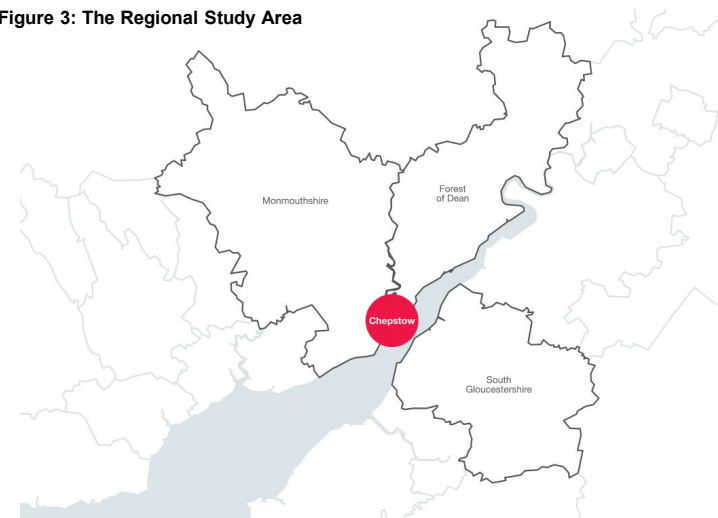 Figure 3: The Regional Study Area
Monmouthshire
Forest
of Dean
Chepstow
South
Gloucestershire